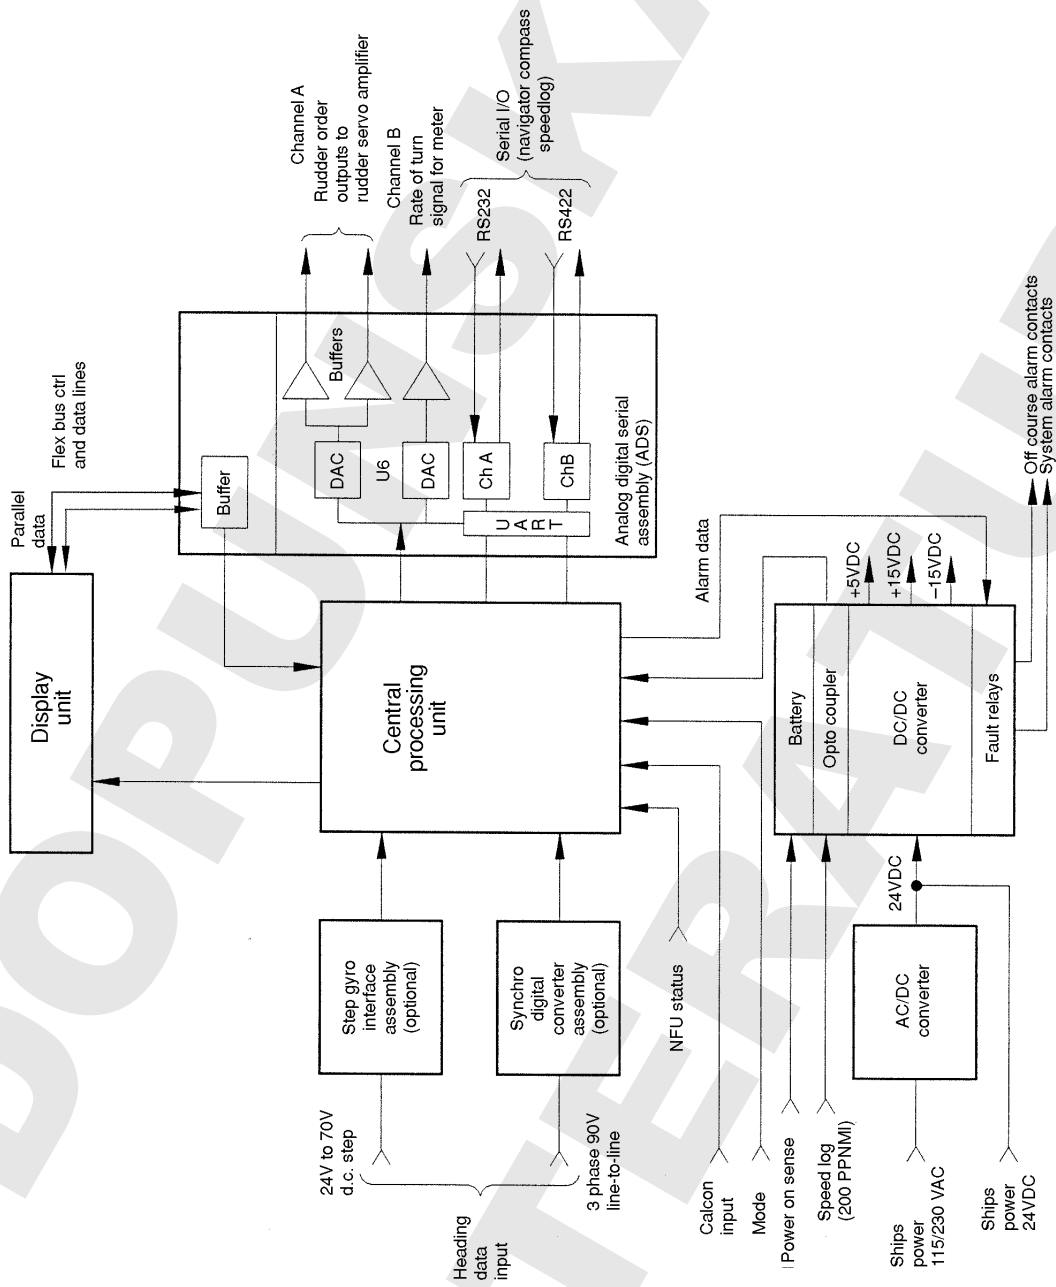 Display
unit
Parallel
data
Flex bus ctrl
and data lines
Heading
data
input
24V to 70V
d.c. step
3 phase 90V
line-to-line
Step gyro
interface
assembly
(optional)
Synchro
digital
converter
assembly
(optional)
Central
processing
unit
Buffer
DAC
U6
DAC
Buffers
UART
Ch A
Ch B
Analog digital serial
assembly (ADS)
Channel A
Rudder order
outputs to
rudder servo amplifier
Channel B
Rate of turn
signal for meter
RS232
RS422
Serial I/O
(navigator compass
speedlog)
NFU status
Calcon
input
Mode
Power on sense
Speed log
(200 PPNMI)
Alarm data
Battery
Opto coupler
DC/DC
converter
Fault relays
+5VDC
+15VDC
−15VDC
24VDC
AC/DC
converter
Ships
power
115/230 VAC
Ships
power
24VDC
Off course alarm contacts
System alarm contacts
DOPUNSKA
LITERATURA